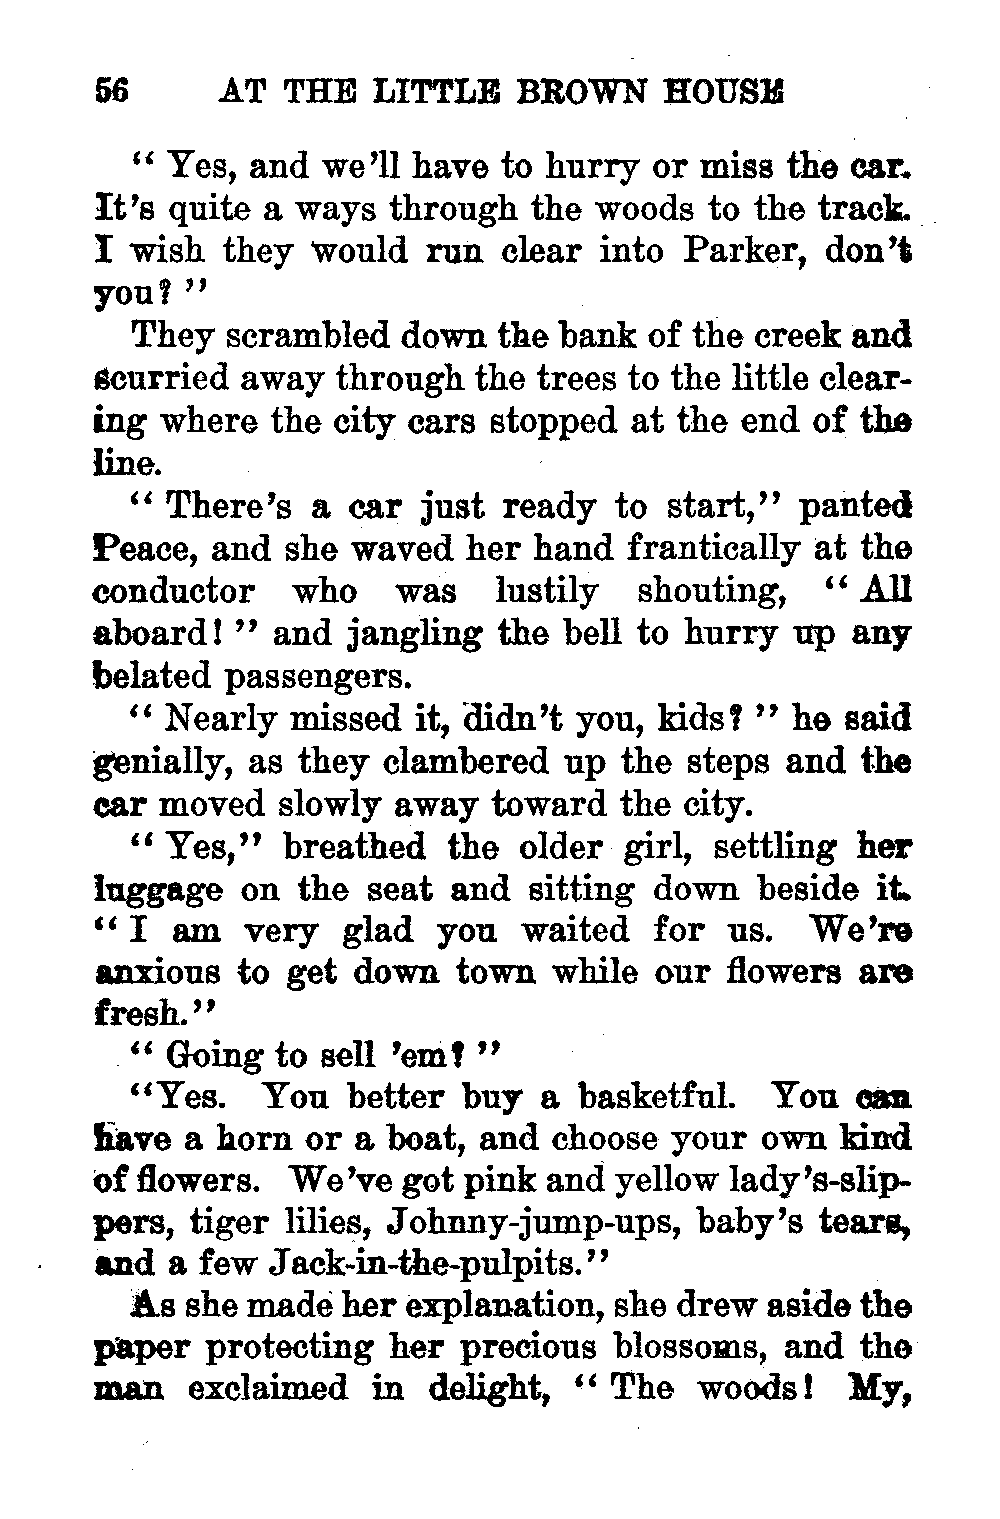 56 AT THE LITTLE BROWN HOUSE
“ Yes, and we’ll have to hurry or miss the car.
It’s quite a ways through the woods to the track.
I wish they would run clear into Parker, don’t
you? ”
They scrambled down the bank of the creek and
scurried away through the trees to the little clear-
ing where the city cars stopped at the end of the
line.
“ There’s a car just ready to start,” panted
Peace, and she waved her hand frantically at the
conductor who was lustily shouting, “ All
aboard! ” and jangling the bell to hurry up any
belated passengers.
“ Nearly missed it, didn’t you, kids? ” he said
genially, as they clambered up the steps and the
car moved slowly away toward the city.
“ Yes,” breathed the older girl, settling her
luggage on the seat and sitting down beside it.
“ I am very glad you waited for us. We’re
anxious to get down town while our flowers are
fresh.”
“ Going to sell ’em? ”
“Yes. You better buy a basketful. You can
have a horn or a boat, and choose your own kind
of flowers. We’ve got pink and yellow lady’s-slip-
pers, tiger lilies, Johnny-jump-ups, baby’s tears,
and a few Jack-in-the-pulpits.”
As she made her explanation, she drew aside the
paper protecting her precious blossoms, and the
man exclaimed in delight, “ The woods! My,